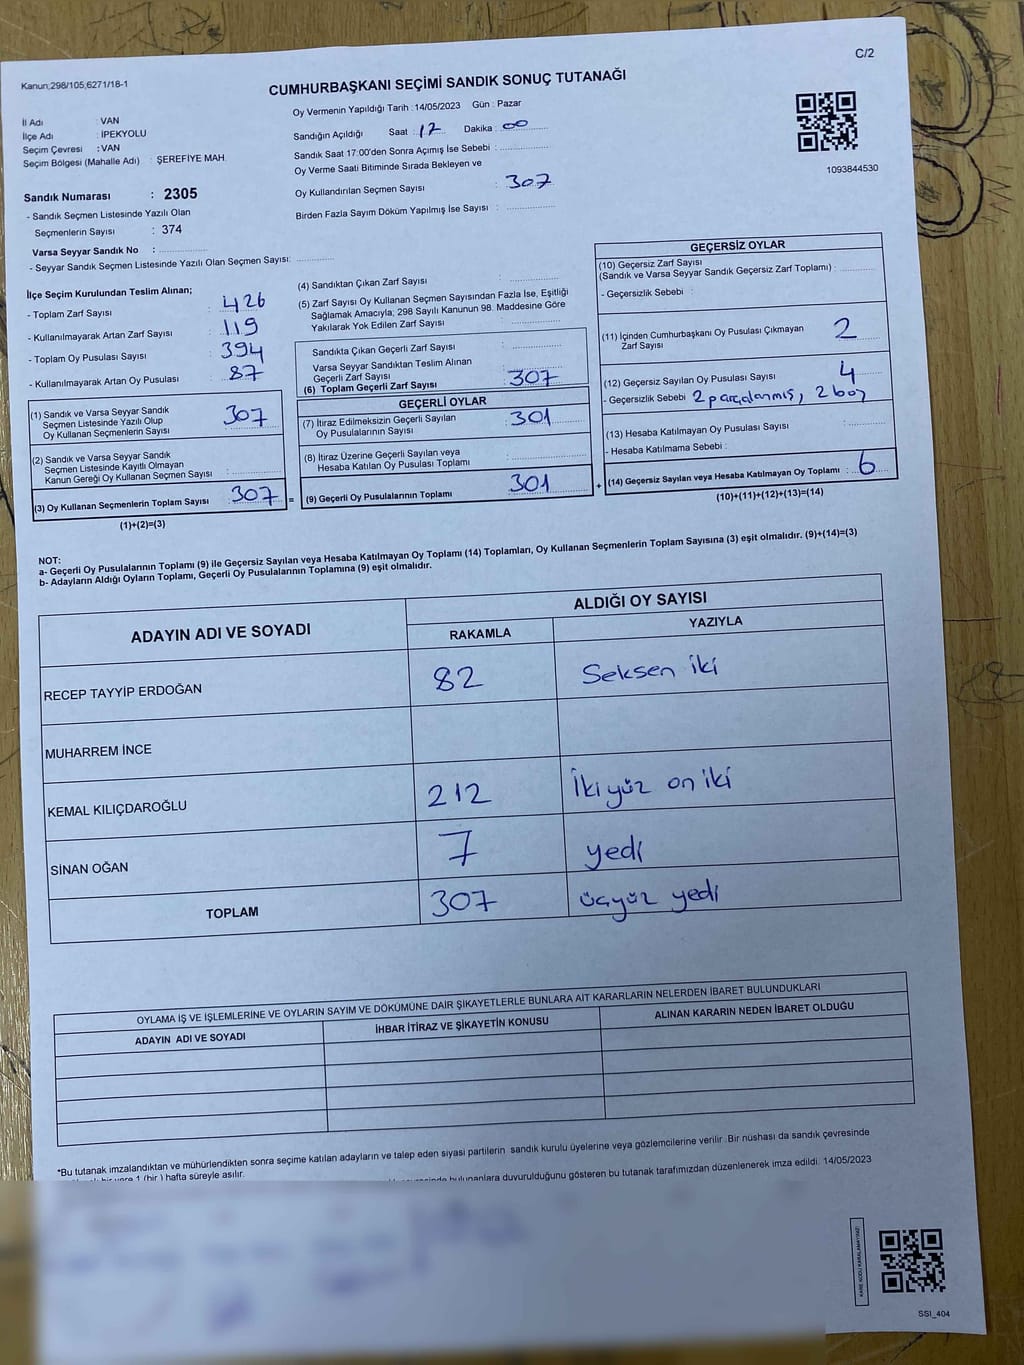 C/2
Kanun;298/105;6271/18-1
CUMHURBAŞKANI SEÇİMİ SANDIK SONUÇ TUTANAĞI
İl Adı : VAN
İlçe Adı : İPEKYOLU
Seçim Çevresi : VAN
Seçim Bölgesi (Mahalle Adı) : ŞEREFİYE MAH.
Oy Vermenin Yapıldığı Tarih : 14/05/2023 Gün : Pazar
Sandığın Açıldığı Saat : 17 Dakika : 00
Sandık Saat 17:00'den Sonra Açımış İse Sebebi :
Oy Verme Saati Bitiminde Sırada Bekleyen ve
Oy Kullandırılan Seçmen Sayısı : 307
Birden Fazla Sayım Döküm Yapılmış İse Sayısı :
1093844530
Sandık Numarası : 2305
- Sandık Seçmen Listesinde Yazılı Olan
Seçmenlerin Sayısı : 374
Varsa Seyyar Sandık No :
- Seyyar Sandık Seçmen Listesinde Yazılı Olan Seçmen Sayısı:
İlçe Seçim Kurulundan Teslim Alınan;
- Toplam Zarf Sayısı : 426
- Kullanılmayarak Artan Zarf Sayısı : 119
- Toplam Oy Pusulası Sayısı : 394
- Kullanılmayarak Artan Oy Pusulası : 87
(1) Sandık ve Varsa Seyyar Sandık
Seçmen Listesinde Yazılı Olup
Oy Kullanan Seçmenlerin Sayısı : 307
(2) Sandık ve Varsa Seyyar Sandık
Seçmen Listesinde Kayıtlı Olmayan
Kanun Gereği Oy Kullanan Seçmen Sayısı :
(3) Oy Kullanan Seçmenlerin Toplam Sayısı : 307 =
(1)+(2)=(3)
(4) Sandıktan Çıkan Zarf Sayısı :
(5) Zarf Sayısı Oy Kullanan Seçmen Sayısından Fazla İse, Eşitliği
Sağlamak Amacıyla; 298 Sayılı Kanunun 98. Maddesine Göre
Yakılarak Yok Edilen Zarf Sayısı :
Sandıkta Çıkan Geçerli Zarf Sayısı :
Varsa Seyyar Sandıktan Teslim Alınan
Geçerli Zarf Sayısı :
(6) Toplam Geçerli Zarf Sayısı : 307
GEÇERLİ OYLAR
(7) İtiraz Edilmeksizin Geçerli Sayılan
Oy Pusulalarının Sayısı : 301
(8) İtiraz Üzerine Geçerli Sayılan veya
Hesaba Katılan Oy Pusulası Toplamı :
(9) Geçerli Oy Pusulalarının Toplamı : 301 +
GEÇERSİZ OYLAR
(10) Geçersiz Zarf Sayısı
(Sandık ve Varsa Seyyar Sandık Geçersiz Zarf Toplamı) :
- Geçersizlik Sebebi :
(11) İçinden Cumhurbaşkanı Oy Pusulası Çıkmayan
Zarf Sayısı : 2
(12) Geçersiz Sayılan Oy Pusulası Sayısı : 4
- Geçersizlik Sebebi : 2 parçalanmış, 2 boş
(13) Hesaba Katılmayan Oy Pusulası Sayısı :
- Hesaba Katılmama Sebebi :
(14) Geçersiz Sayılan veya Hesaba Katılmayan Oy Toplamı : 6
(10)+(11)+(12)+(13)=(14)
NOT:
a- Geçerli Oy Pusulalarının Toplamı (9) ile Geçersiz Sayılan veya Hesaba Katılmayan Oy Toplamı (14) Toplamları, Oy Kullanan Seçmenlerin Toplam Sayısına (3) eşit olmalıdır. (9)+(14)=(3)
b- Adayların Aldığı Oyların Toplamı, Geçerli Oy Pusulalarının Toplamına (9) eşit olmalıdır.
ADAYIN ADI VE SOYADI ALDIĞI OY SAYISI
RAKAMLA YAZIYLA
RECEP TAYYİP ERDOĞAN 82 Seksen iki
MUHARREM İNCE
KEMAL KILIÇDAROĞLU 212 İkiyüz on iki
SİNAN OĞAN 7 yedi
TOPLAM 307 üçyüz yedi
OYLAMA İŞ VE İŞLEMLERİNE VE OYLARIN SAYIM VE DÖKÜMÜNE DAİR ŞİKAYETLERLE BUNLARA AİT KARARLARIN NELERDEN İBARET BULUNDUKLARI
ADAYIN ADI VE SOYADI İHBAR İTİRAZ VE ŞİKAYETİN KONUSU ALINAN KARARIN NEDEN İBARET OLDUĞU
*Bu tutanak imzalandıktan ve mühürlendikten sonra seçime katılan adayların ve talep eden siyasi partilerin sandık kurulu üyelerine veya gözlemcilerine verilir. Bir nüshası da sandık çevresinde
1 (bir ) hafta süreyle asılır.
bulunanlara duyurulduğunu gösteren bu tutanak tarafımızdan düzenlenerek imza edildi. 14/05/2023
KARE KODU KARALAMAYINIZ!
SSI_404